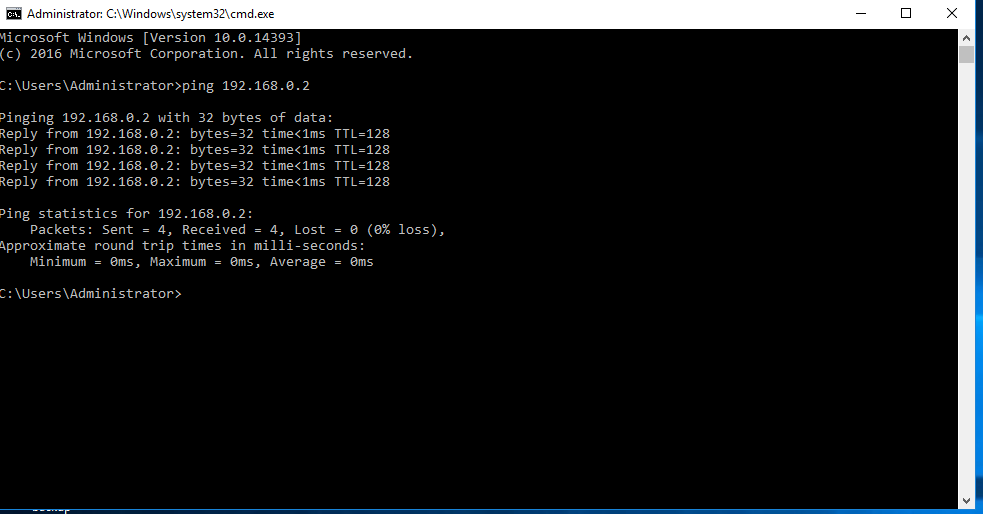 Administrator: C:\Windows\system32\cmd.exe
Microsoft Windows [Version 10.0.14393]
(c) 2016 Microsoft Corporation. All rights reserved.
C:\Users\Administrator>ping 192.168.0.2
Pinging 192.168.0.2 with 32 bytes of data:
Reply from 192.168.0.2: bytes=32 time<1ms TTL=128
Reply from 192.168.0.2: bytes=32 time<1ms TTL=128
Reply from 192.168.0.2: bytes=32 time<1ms TTL=128
Reply from 192.168.0.2: bytes=32 time<1ms TTL=128
Ping statistics for 192.168.0.2:
Packets: Sent = 4, Received = 4, Lost = 0 (0% loss),
Approximate round trip times in milli-seconds:
Minimum = 0ms, Maximum = 0ms, Average = 0ms
C:\Users\Administrator>